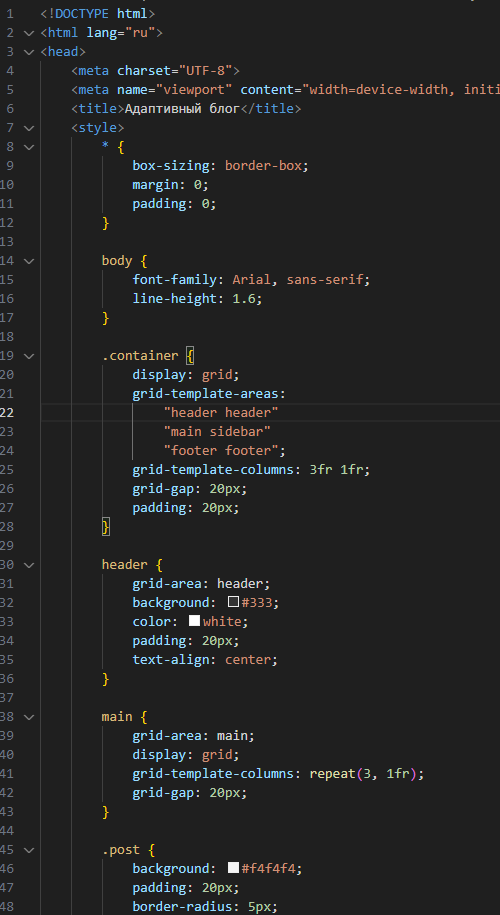 1 <!DOCTYPE html>
2 <html lang="ru">
3 <head>
4 <meta charset="UTF-8">
5 <meta name="viewport" content="width=device-width, initi
6 <title>Адаптивный блог</title>
7 <style>
8 * {
9 box-sizing: border-box;
10 margin: 0;
11 padding: 0;
12 }
13
14 body {
15 font-family: Arial, sans-serif;
16 line-height: 1.6;
17 }
18
19 .container {
20 display: grid;
21 grid-template-areas:
22 "header header"
23 "main sidebar"
24 "footer footer";
25 grid-template-columns: 3fr 1fr;
26 grid-gap: 20px;
27 padding: 20px;
28 }
29
30 header {
31 grid-area: header;
32 background: #333;
33 color: white;
34 padding: 20px;
35 text-align: center;
36 }
37
38 main {
39 grid-area: main;
40 display: grid;
41 grid-template-columns: repeat(3, 1fr);
42 grid-gap: 20px;
43 }
44
45 .post {
46 background: #f4f4f4;
47 padding: 20px;
48 border-radius: 5px;